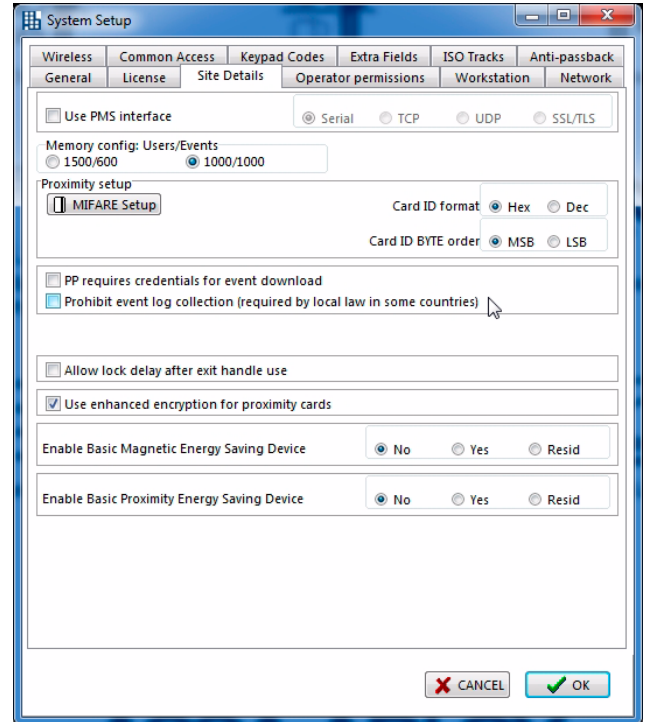 System Setup
Wireless Common Access Keypad Codes Extra Fields ISO Tracks Anti-passback
General License Site Details Operator permissions Workstation Network
Use PMS interface Serial TCP UDP SSL/TLS
Memory config: Users/Events
1500/600 1000/1000
Proximity setup
MIFARE Setup Card ID format Hex Dec
Card ID BYTE order MSB LSB
PP requires credentials for event download
Prohibit event log collection (required by local law in some countries)
Allow lock delay after exit handle use
Use enhanced encryption for proximity cards
Enable Basic Magnetic Energy Saving Device No Yes Resid
Enable Basic Proximity Energy Saving Device No Yes Resid
CANCEL OK